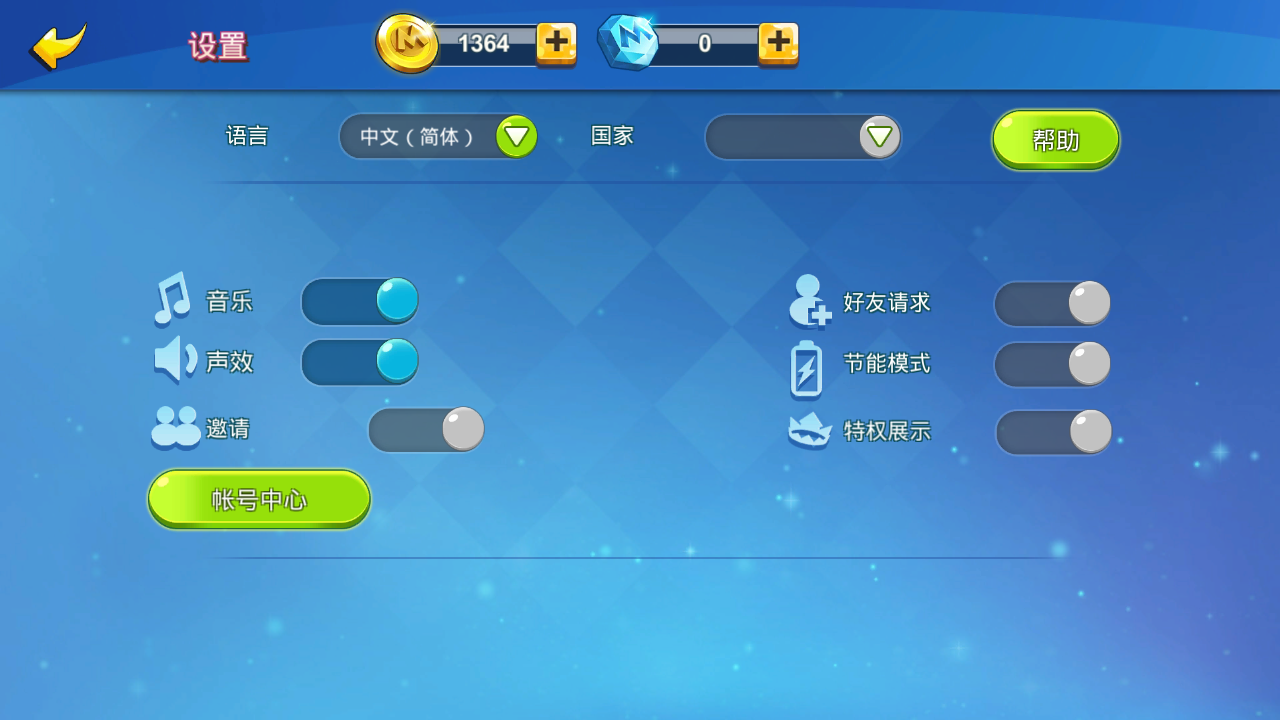 设置
1364
0
语言
中文（简体）
国家
帮助
音乐
好友请求
声效
节能模式
邀请
特权展示
帐号中心